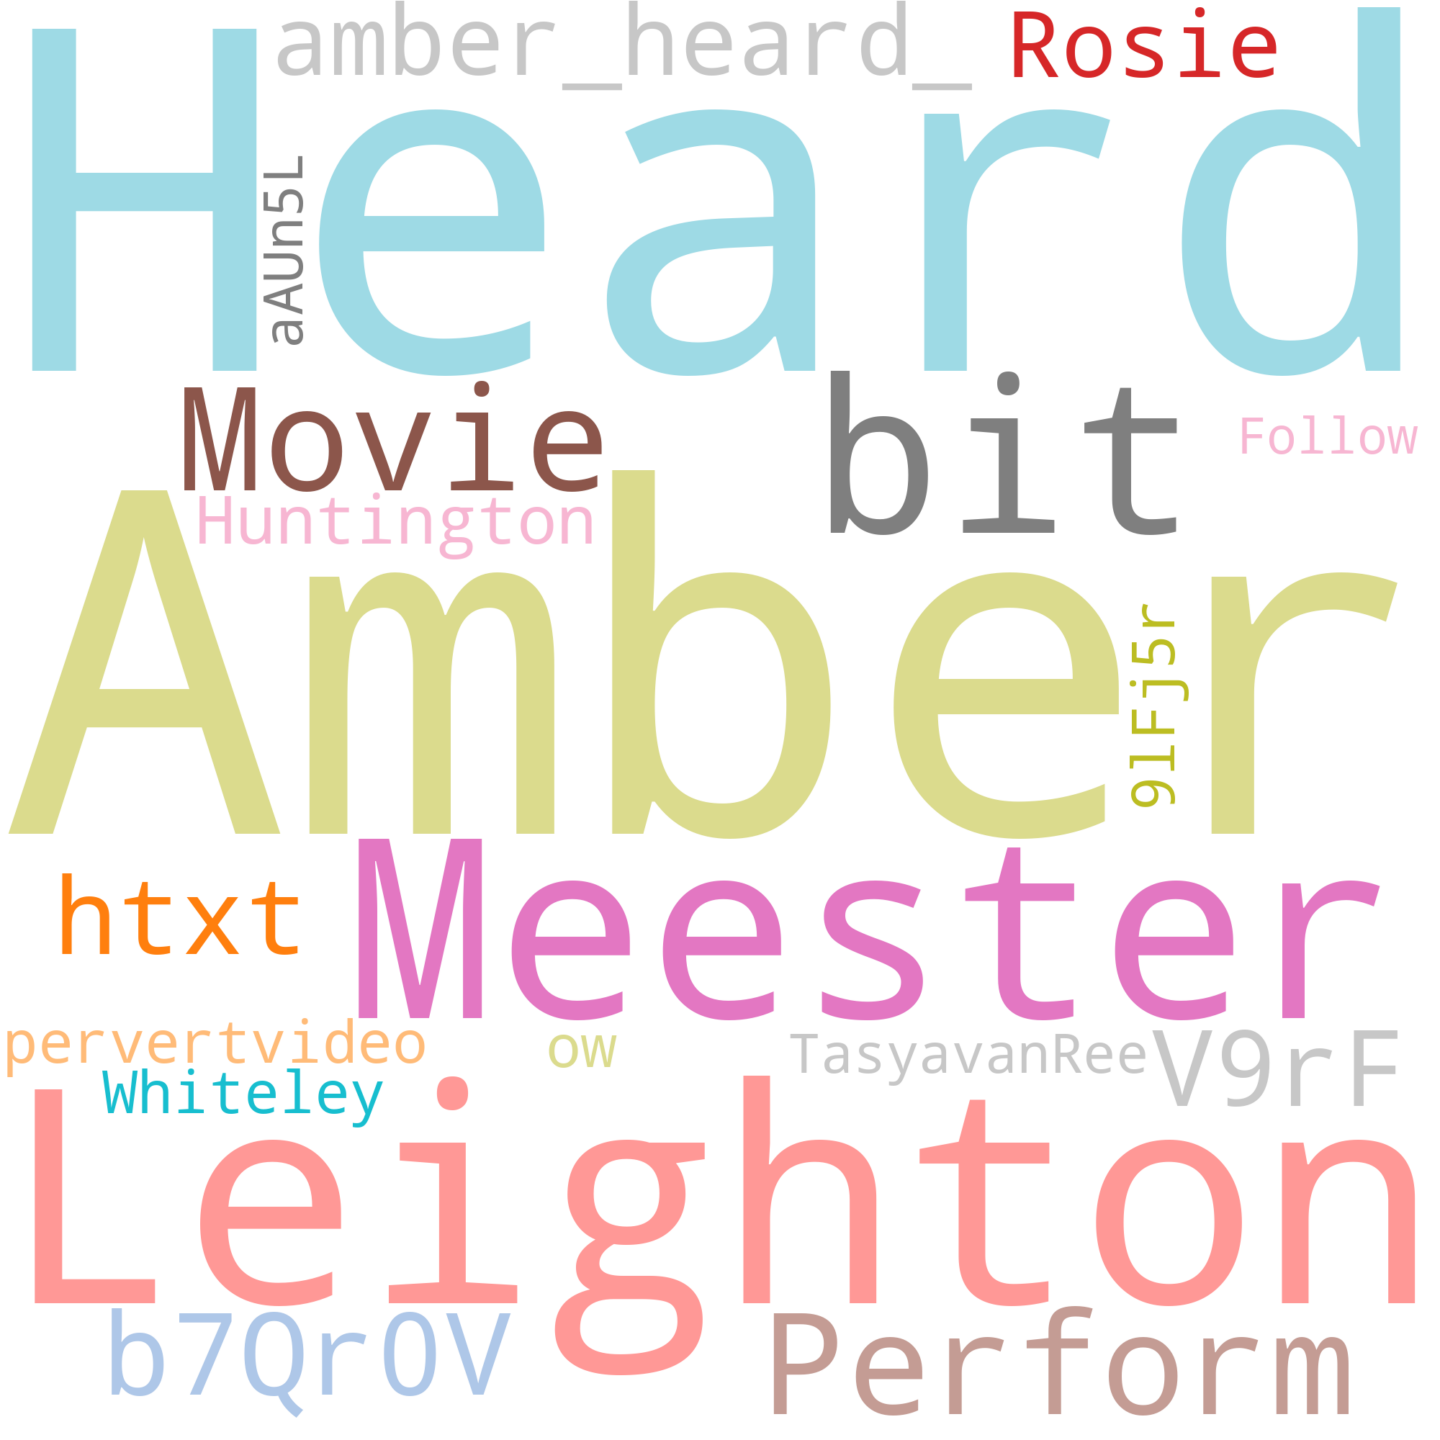 amber_heard_
Rosie
Heard
aAUn5L
Movie
bit
Follow
Huntington
Amber
9lFj5r
htxt
Meester
pervertvideo
ow
TasyavanRee
V9rF
Whiteley
Leighton
b7Qr0V
Perform